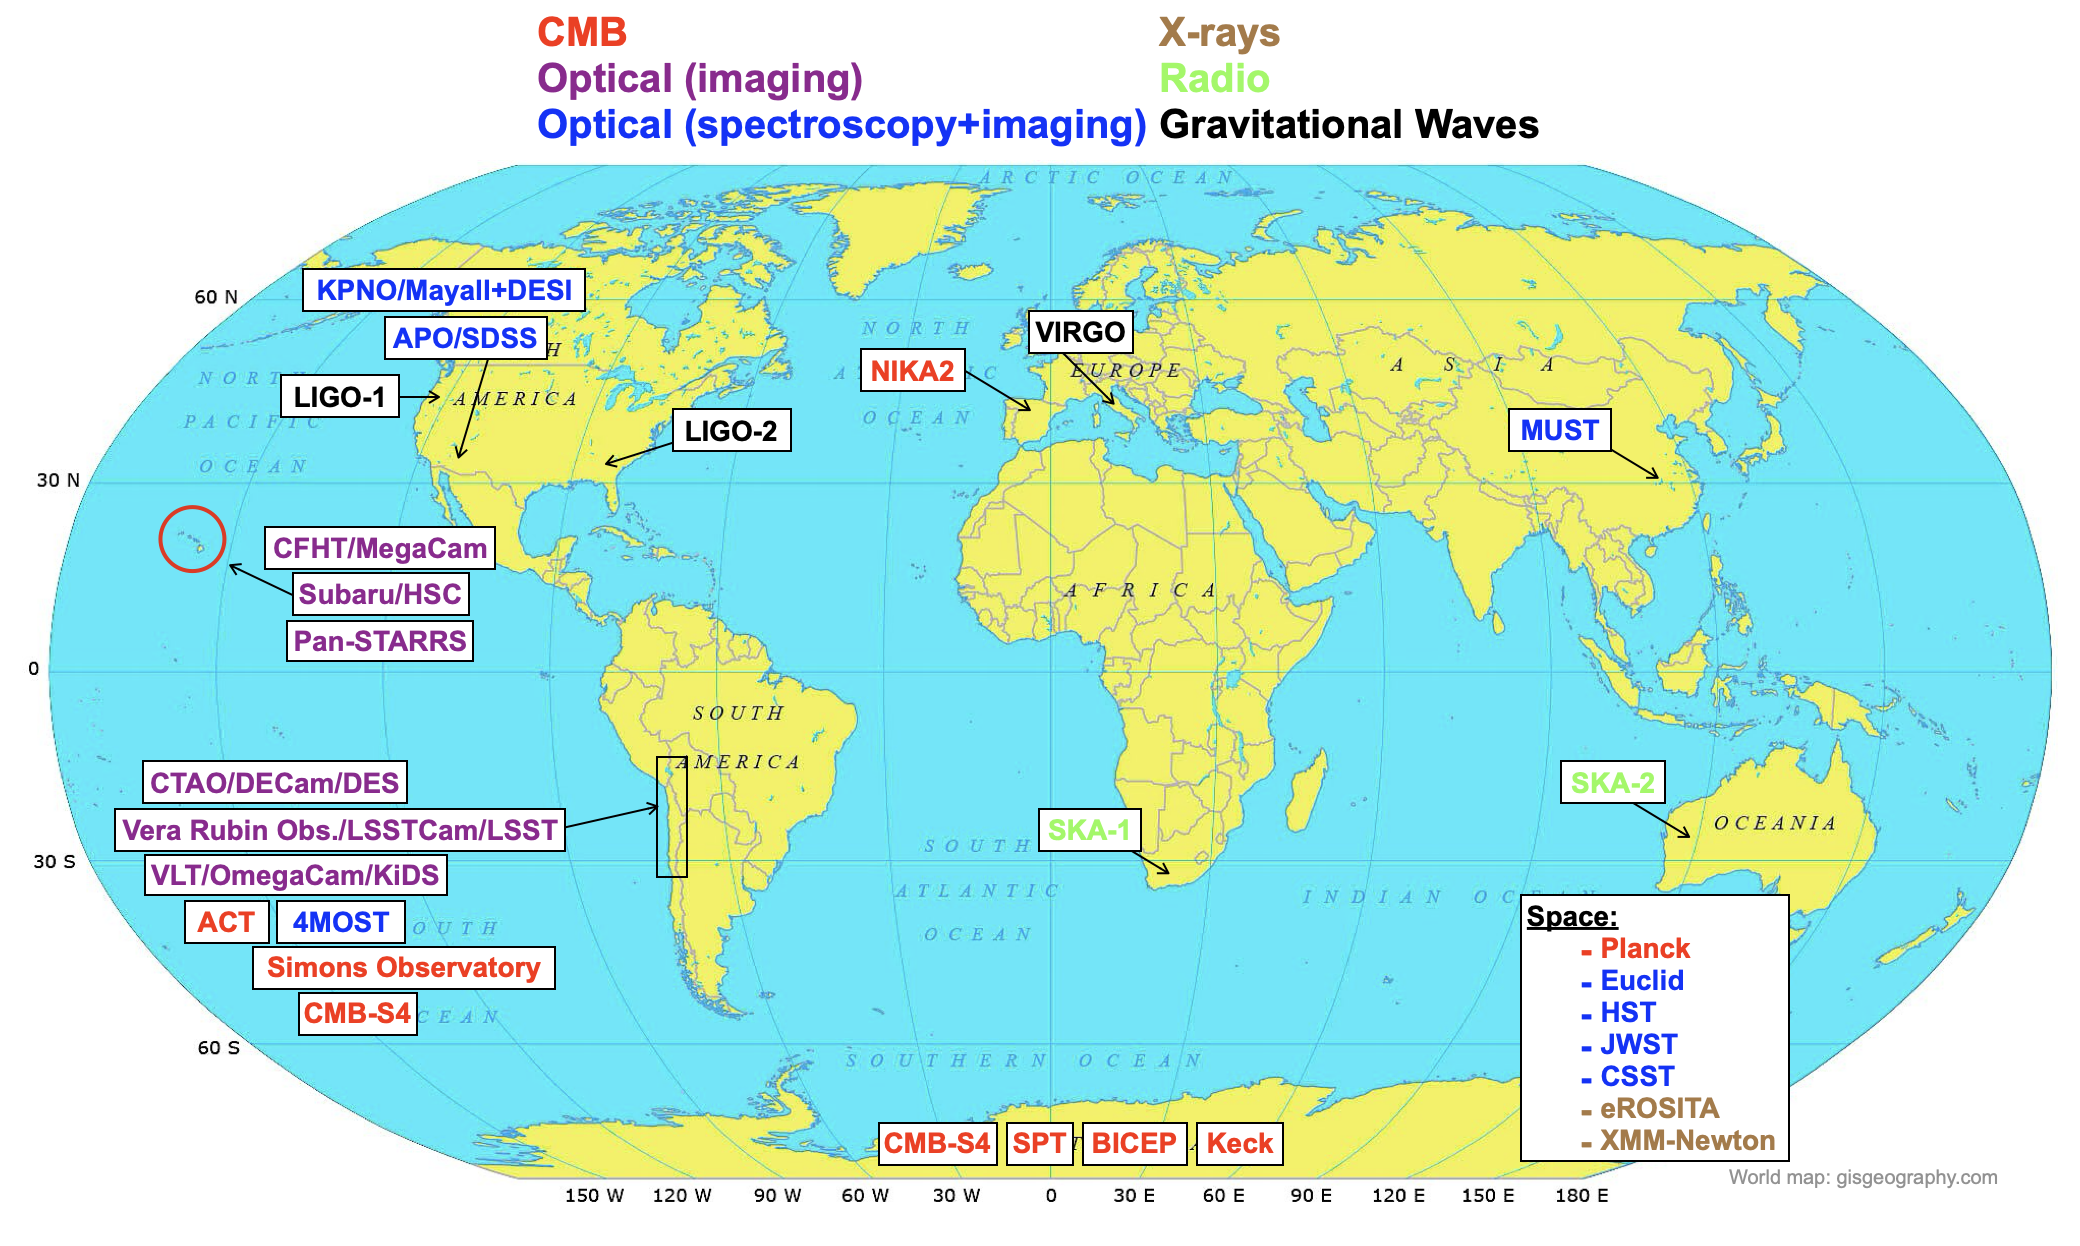 CMB
Optical (imaging)
Optical (spectroscopy+imaging)
X-rays
Radio
Gravitational Waves
ARCTIC OCEAN
60 N
KPNO/Mayall+DESI
APO/SDSS
H
AMERICA
LIGO-1
LIGO-2
NORTH
PACIFIC
OCEAN
NORTH
A IC
OCEAN
NIKA2
VIRGO
EUROPE
ASIA
MUST
30 N
CFHT/MegaCam
Subaru/HSC
Pan-STARRS
AFRICA
0
SOUTH
AMERICA
CTAO/DECam/DES
Vera Rubin Obs./LSSTCam/LSST
VLT/OmegaCam/KiDS
ACT
4MOST
Simons Observatory
CMB-S4
30 S
OUTH
CEAN
SKA-1
SOUTH
ATLANTIC
OCEAN
INDIAN OCEAN
SKA-2
OCEANIA
60 S
SOUTHERN OCEAN
CMB-S4
SPT
T
BICEP
Keck
Space:
- Planck
- Euclid
- HST
- JWST
- CSST
- eROSITA
- XMM-Newton
World map: gisgeography.com
150 W 120 W 90 W 60 W 30 W 0 30 E 60 E 90 E 120 E 150 E 180 E